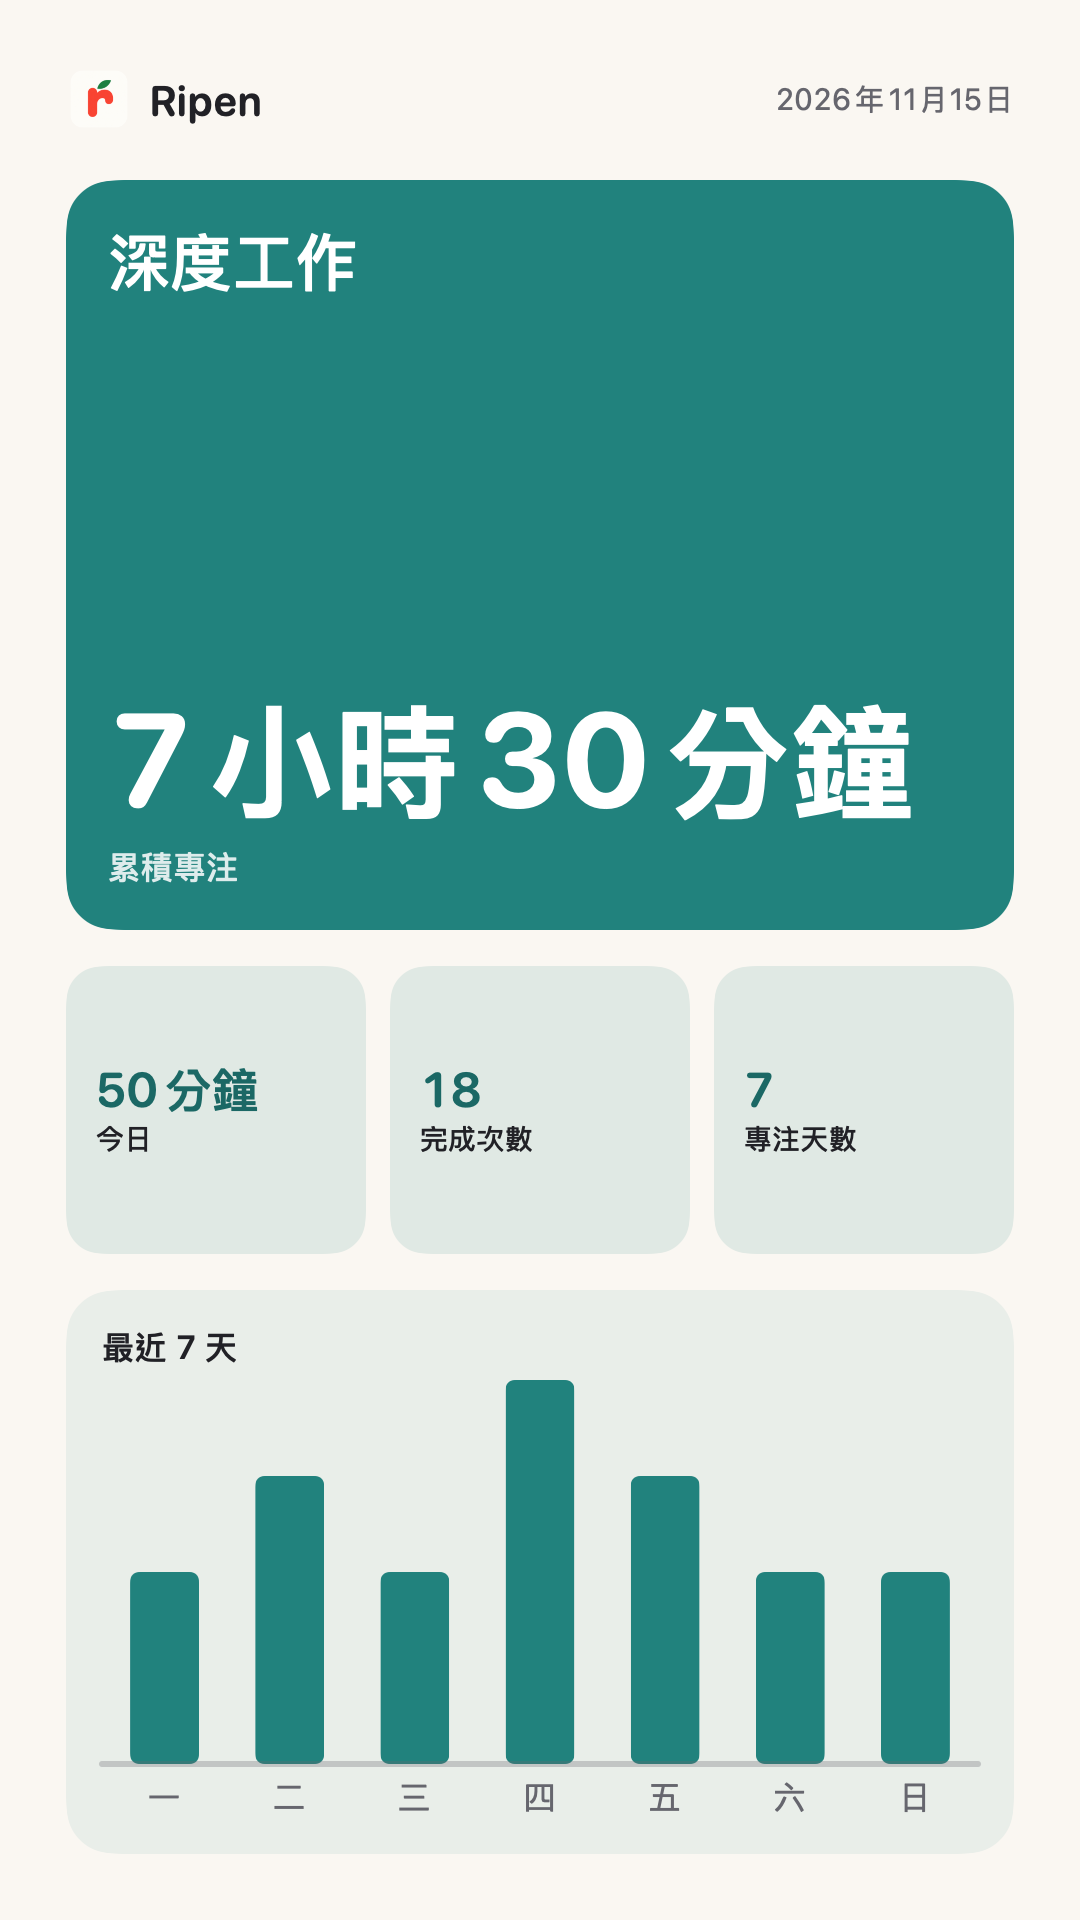 Ripen
2026年11月15日
深度工作
7 小時 30 分鐘
累積專注
50 分鐘
今日
18
完成次數
7
專注天數
最近 7 天
一 二 三 四 五 六 日